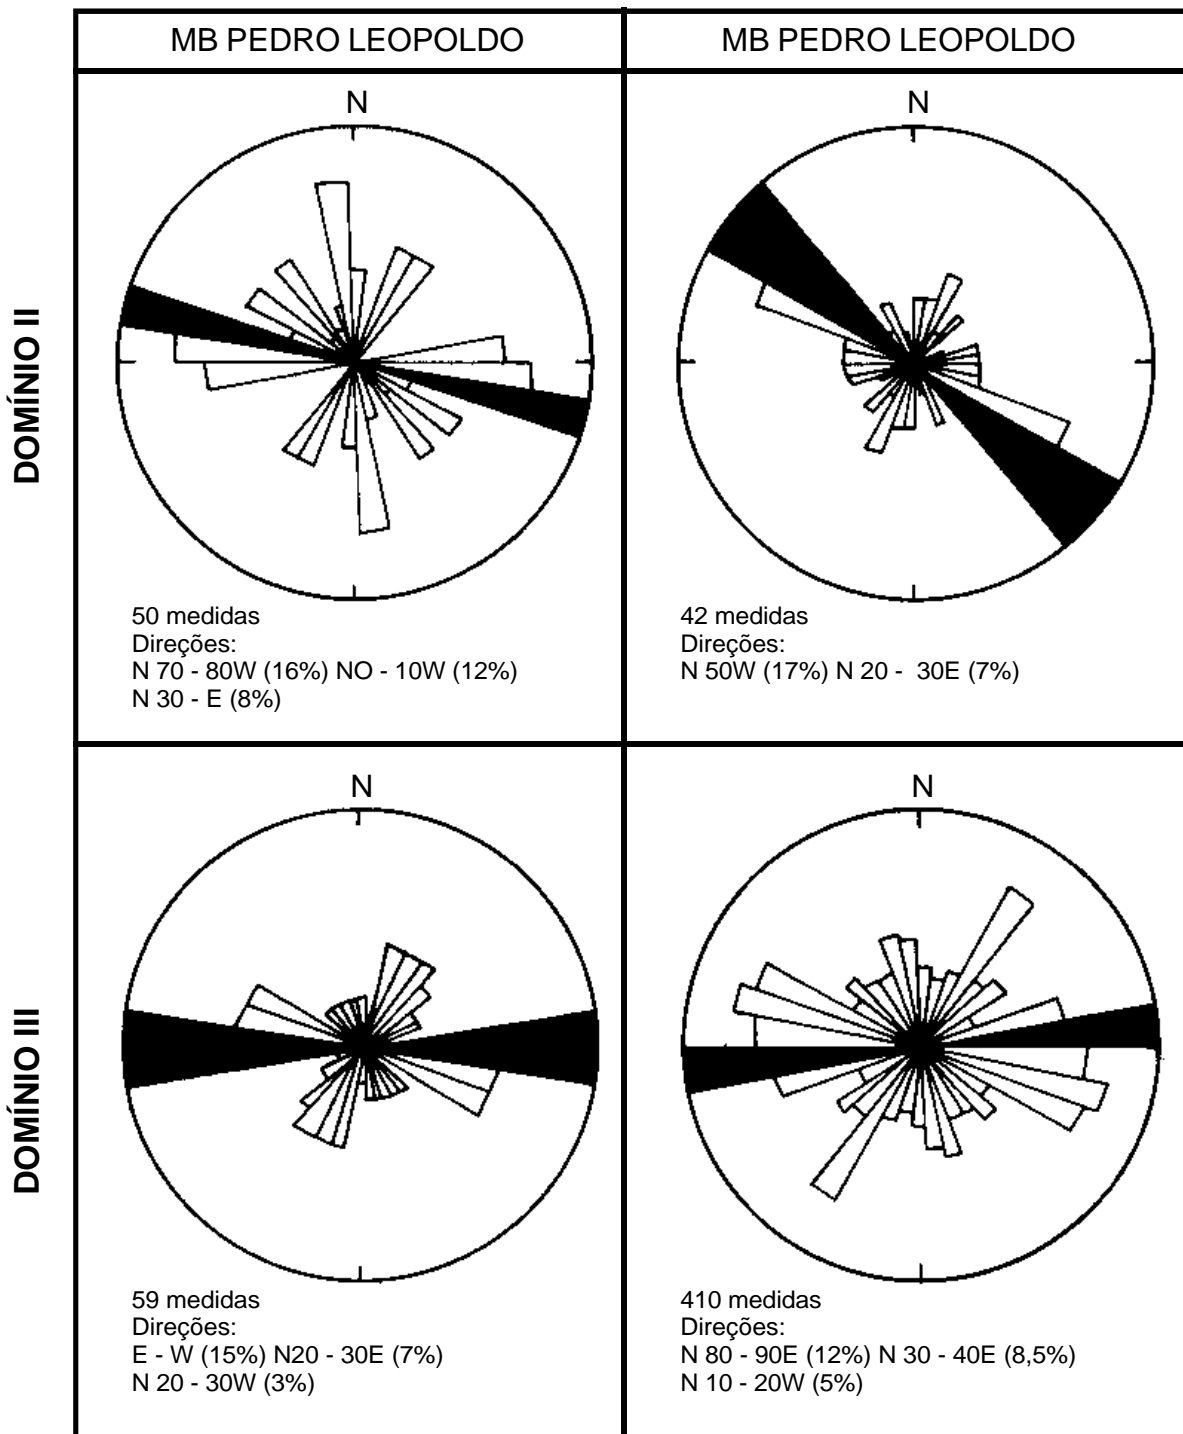 MB PEDRO LEOPOLDO
MB PEDRO LEOPOLDO
DOMÍNIO II
N
50 medidas
Direções:
N 70 - 80W (16%) NO - 10W (12%)
N 30 - E (8%)
N
42 medidas
Direções:
N 50W (17%) N 20 - 30E (7%)
DOMÍNIO III
N
59 medidas
Direções:
E - W (15%) N20 - 30E (7%)
N 20 - 30W (3%)
N
410 medidas
Direções:
N 80 - 90E (12%) N 30 - 40E (8,5%)
N 10 - 20W (5%)